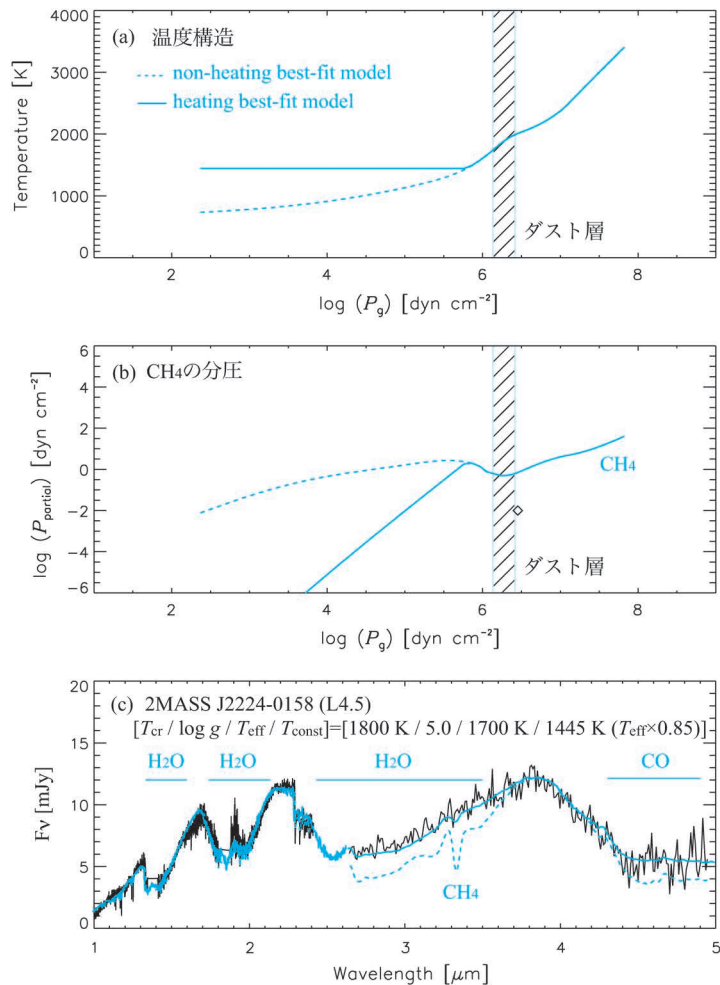 (a) 温度構造
non-heating best-fit model
heating best-fit model
4000
3000
2000
1000
0
Temperature [K]
ダスト層
2 4 6 8
log (Pg) [dyn cm⁻²]
(b) CH4の分圧
6
4
2
0
-2
-4
-6
log (Ppartial) [dyn cm⁻²]
CH4
ダスト層
2 4 6 8
log (Pg) [dyn cm⁻²]
(c) 2MASS J2224-0158 (L4.5)
[Tcr / log g / Teff / Tconst]=[1800 K / 5.0 / 1700 K / 1445 K (Teff×0.85)]
H2O H2O H2O CO
20
15
10
5
0
Fν [mJy]
CH4
1 2 3 4 5
Wavelength [μm]